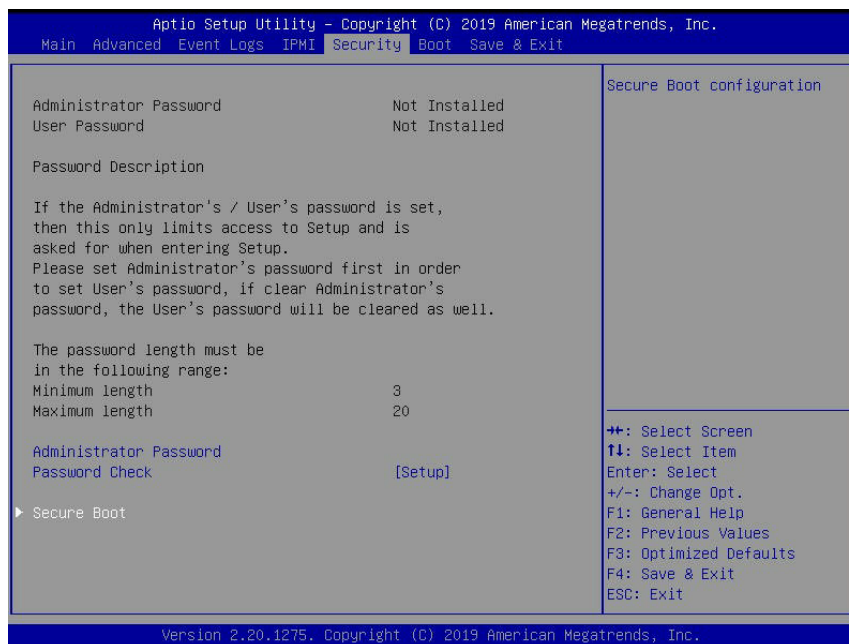 Aptio Setup Utility – Copyright (C) 2019 American Megatrends, Inc.
Main Advanced Event Logs IPMI Security Boot Save & Exit
Administrator Password Not Installed
User Password Not Installed
Password Description
If the Administrator's / User's password is set,
then this only limits access to Setup and is
asked for when entering Setup.
Please set Administrator's password first in order
to set User's password, if clear Administrator's
password, the User's password will be cleared as well.
The password length must be
in the following range:
Minimum length 3
Maximum length 20
Administrator Password
Password Check [Setup]
▶ Secure Boot
Secure Boot configuration
→←: Select Screen
↑↓: Select Item
Enter: Select
+/-: Change Opt.
F1: General Help
F2: Previous Values
F3: Optimized Defaults
F4: Save & Exit
ESC: Exit
Version 2.20.1275. Copyright (C) 2019 American Megatrends, Inc.